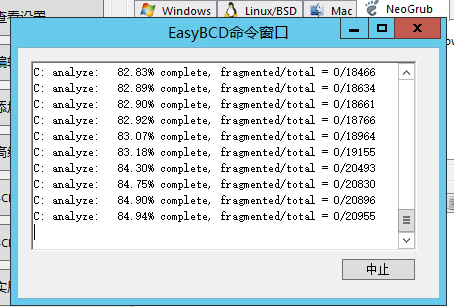 查看设置
Windows
Linux/BSD
Mac
NeoGrub
EasyBCD命令窗口
C: analyze: 82.83% complete, fragmented/total = 0/18466
C: analyze: 82.89% complete, fragmented/total = 0/18634
C: analyze: 82.90% complete, fragmented/total = 0/18661
C: analyze: 82.92% complete, fragmented/total = 0/18766
C: analyze: 83.07% complete, fragmented/total = 0/18964
C: analyze: 83.18% complete, fragmented/total = 0/19155
C: analyze: 84.30% complete, fragmented/total = 0/20493
C: analyze: 84.75% complete, fragmented/total = 0/20830
C: analyze: 84.90% complete, fragmented/total = 0/20896
C: analyze: 84.94% complete, fragmented/total = 0/20955
中止